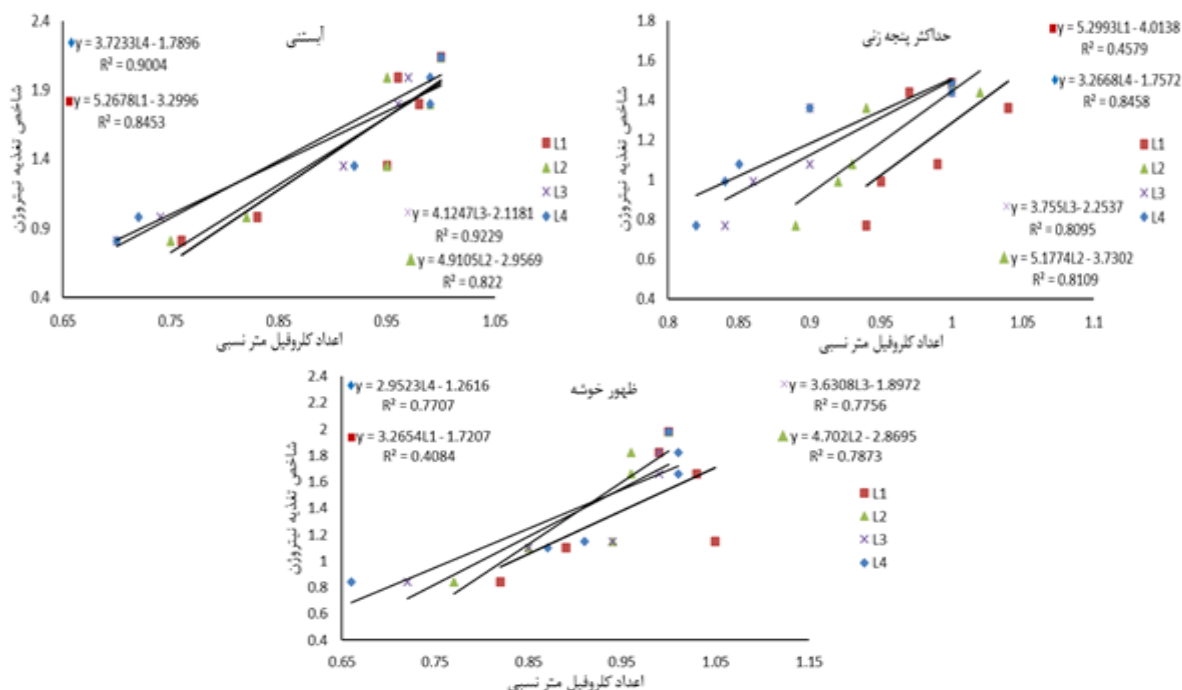 آبستنی
شاخص تغذیه نیتروژن
2.4
1.9
1.4
0.9
0.4
y = 3.7233L4 - 1.7896
R² = 0.9004
y = 5.2678L1 - 3.2996
R² = 0.8453
L1
L2
L3
L4
y = 4.1247L3 - 2.1181
R² = 0.9229
y = 4.9105L2 - 2.9569
R² = 0.822
0.65 0.75 0.85 0.95 1.05
اعداد کلروفیل متر نسبی
حداکثر پنجه زنی
شاخص تغذیه نیتروژن
1.8
1.6
1.4
1.2
1
0.8
0.6
0.4
y = 5.2993L1 - 4.0138
R² = 0.4579
y = 3.2668L4 - 1.7572
R² = 0.8458
L1
L2
L3
L4
y = 3.755L3 - 2.2537
R² = 0.8095
y = 5.1774L2 - 3.7302
R² = 0.8109
0.8 0.85 0.9 0.95 1 1.05 1.1
اعداد کلروفیل متر نسبی
ظهور خوشه
شاخص تغذیه نیتروژن
2.4
2.2
2
1.8
1.6
1.4
1.2
1
0.8
0.6
0.4
y = 2.9523L4 - 1.2616
R² = 0.7707
y = 3.2654L1 - 1.7207
R² = 0.4084
y = 3.6308L3 - 1.8972
R² = 0.7756
y = 4.702L2 - 2.8695
R² = 0.7873
L1
L2
L3
L4
0.65 0.75 0.85 0.95 1.05 1.15
اعداد کلروفیل متر نسبی